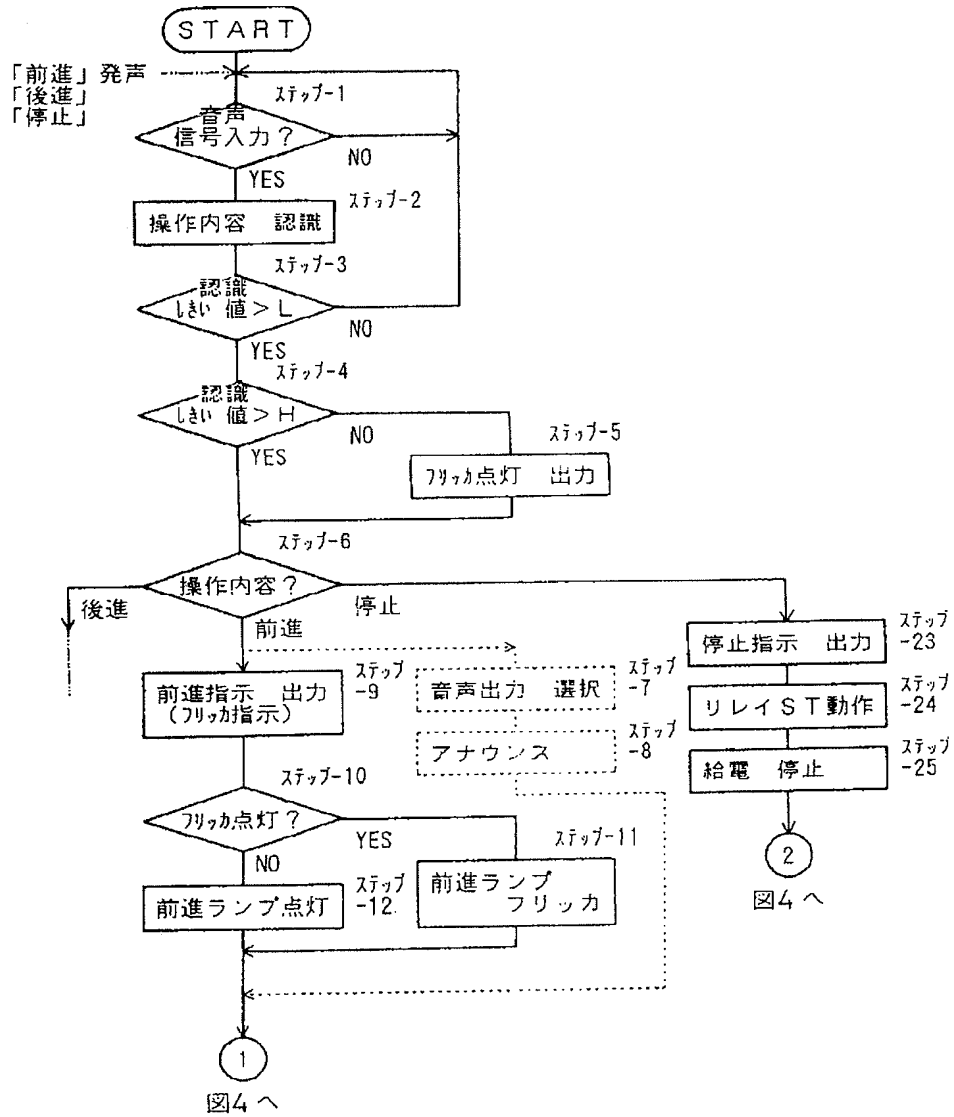 START
「前進」発声
「後進」
「停止」
ステップ-1
音声
信号入力？
NO
YES
ステップ-2
操作内容 認識
ステップ-3
認識
しきい 値＞L
NO
YES
ステップ-4
認識
しきい 値＞H
NO
YES
ステップ-5
フリッカ点灯 出力
ステップ-6
操作内容？
後進
停止
前進
前進指示 出力
(フリッカ指示)
ステップ
-9
音声出力 選択
ステップ
-7
アナウンス
ステップ
-8
停止指示 出力
ステップ
-23
リレイST動作
ステップ
-24
給電 停止
ステップ
-25
2
図4へ
ステップ-10
フリッカ点灯？
YES
NO
ステップ-11
前進ランプ
フリッカ
前進ランプ点灯
ステップ
-12.
1
図4へ